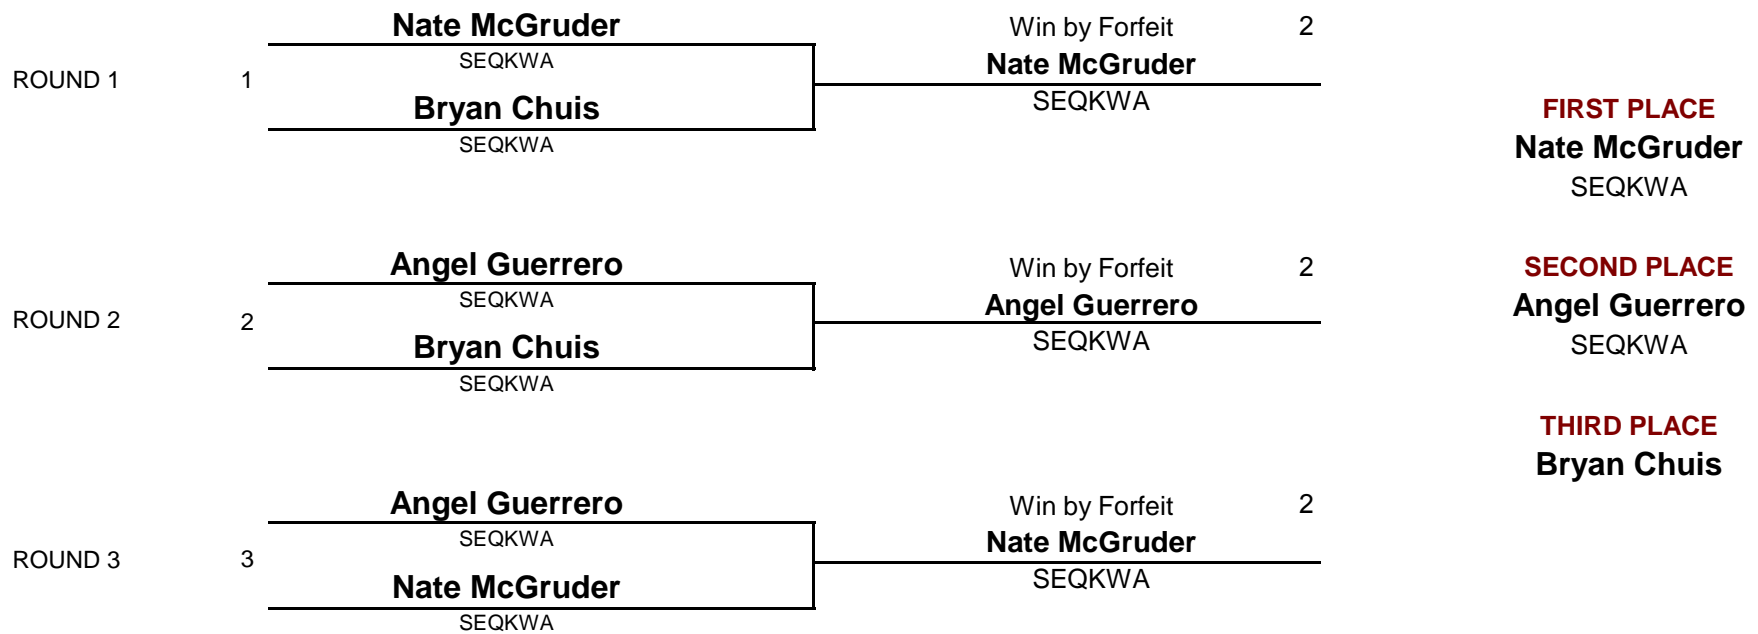 Nate McGruder
Win by Forfeit 2
SEQKWA
Nate McGruder
ROUND 1 1
SEQKWA
Bryan Chuis
SEQKWA
FIRST PLACE
Nate McGruder
SEQKWA
Angel Guerrero
Win by Forfeit 2
SECOND PLACE
SEQKWA
Angel Guerrero
Angel Guerrero
ROUND 2 2
SEQKWA
SEQKWA
Bryan Chuis
SEQKWA
THIRD PLACE
Bryan Chuis
Angel Guerrero
Win by Forfeit 2
SEQKWA
Nate McGruder
ROUND 3 3
SEQKWA
Nate McGruder
SEQKWA